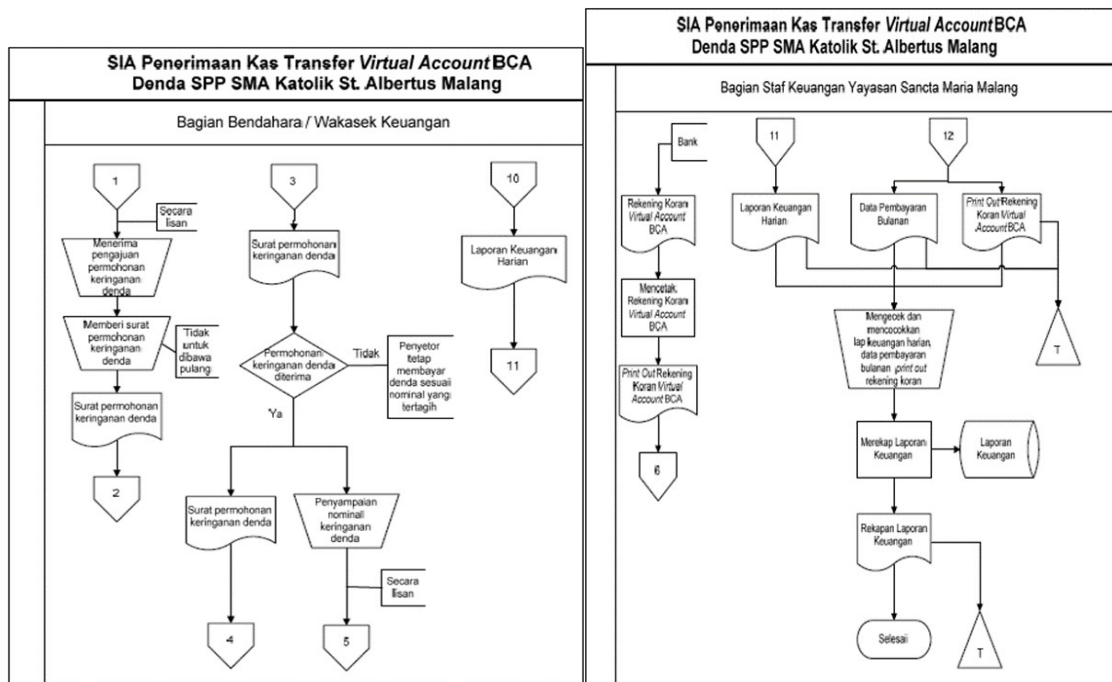 SIA Penerimaan Kas Transfer Virtual Account BCA
Denda SPP SMA Katolik St. Albertus Malang
Bagian Bendahara / Wakasek Keuangan
1
Secara
lisan
Menerima
pengajuan
permohonan
keringanan
denda
Memberi surat
permohonan
keringanan
denda
Tidak
untuk
dibawa
pulang
Surat permohonan
keringanan denda
2
3
Surat permohonan
keringanan denda
Permohonan
keringanan denda
diterima
Tidak
Penyetor
tetap
membayar
denda sesuai
nominal yang
tertagih
Ya
Surat permohonan
keringanan denda
4
Penyampaian
nominal
keringanan
denda
Secara
lisan
5
10
Laporan Keuangan
Harian
11
SIA Penerimaan Kas Transfer Virtual Account BCA
Denda SPP SMA Katolik St. Albertus Malang
Bagian Staf Keuangan Yayasan Sancta Maria Malang
Bank
Rekening Koran
Virtual Account
BCA
Mencetak
Rekening Koran
Virtual Account
BCA
Print Out Rekening
Koran Virtual
Account BCA
6
11
Laporan Keuangan
Harian
12
Data Pembayaran
Bulanan
Print Out Rekening
Koran Virtual
Account BCA
T
Mengecek dan
mencocokkan
lap keuangan harian,
data pembayaran
bulanan print out
rekening koran
Merekap Laporan
Keuangan
Laporan
Keuangan
Rekapan Laporan
Keuangan
Selesai
T